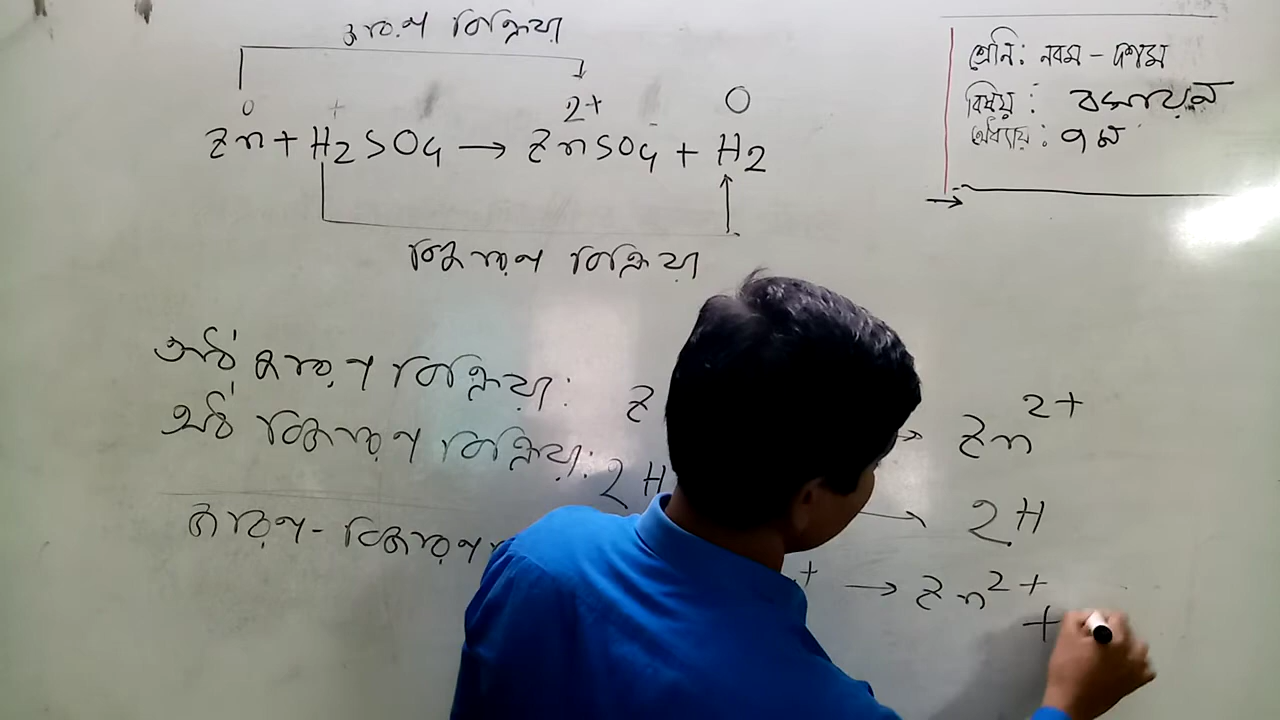 জারণ বিক্রিয়া
শ্রেনি: নবম - দশম
বিষয়: রসায়ন
অধ্যায়: ৭ম
0 + 2+ 0
Zn + H2SO4 → ZnSO4 + H2
বিজারণ বিক্রিয়া
অর্ধ জারণ বিক্রিয়া: Z → Zn2+
অর্ধ বিজারণ বিক্রিয়া: 2H → 2H
জারণ-বিজারণ + → Zn2+
+